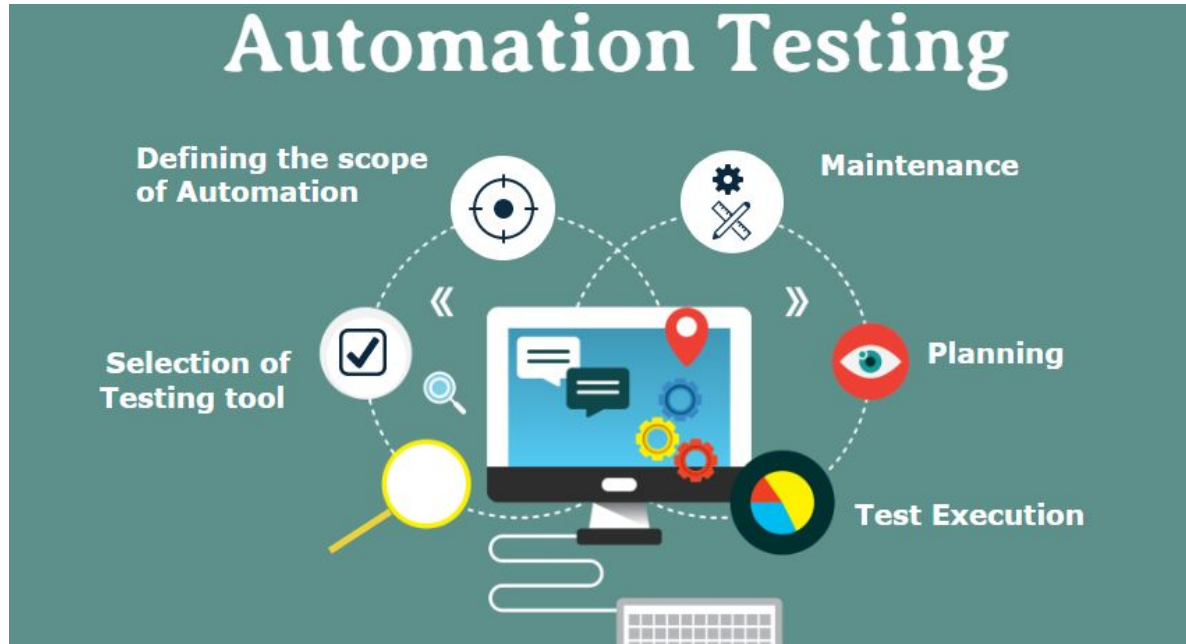 Automation Testing
Defining the scope
of Automation
Maintenance
Selection of
Testing tool
Planning
Test Execution